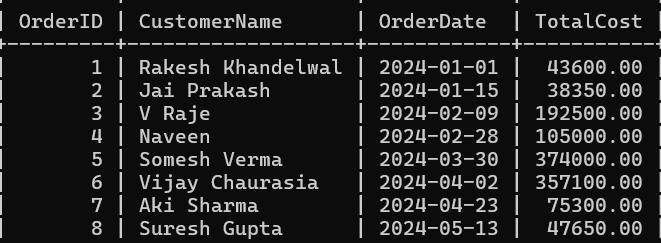 | OrderID | CustomerName | OrderDate | TotalCost |
+---------+-----------------+------------+-----------+
| 1 | Rakesh Khandelwal | 2024-01-01 | 43600.00 |
| 2 | Jai Prakash | 2024-01-15 | 38350.00 |
| 3 | V Raje | 2024-02-09 | 192500.00 |
| 4 | Naveen | 2024-02-28 | 105000.00 |
| 5 | Somesh Verma | 2024-03-30 | 374000.00 |
| 6 | Vijay Chaurasia | 2024-04-02 | 357100.00 |
| 7 | Aki Sharma | 2024-04-23 | 75300.00 |
| 8 | Suresh Gupta | 2024-05-13 | 47650.00 |